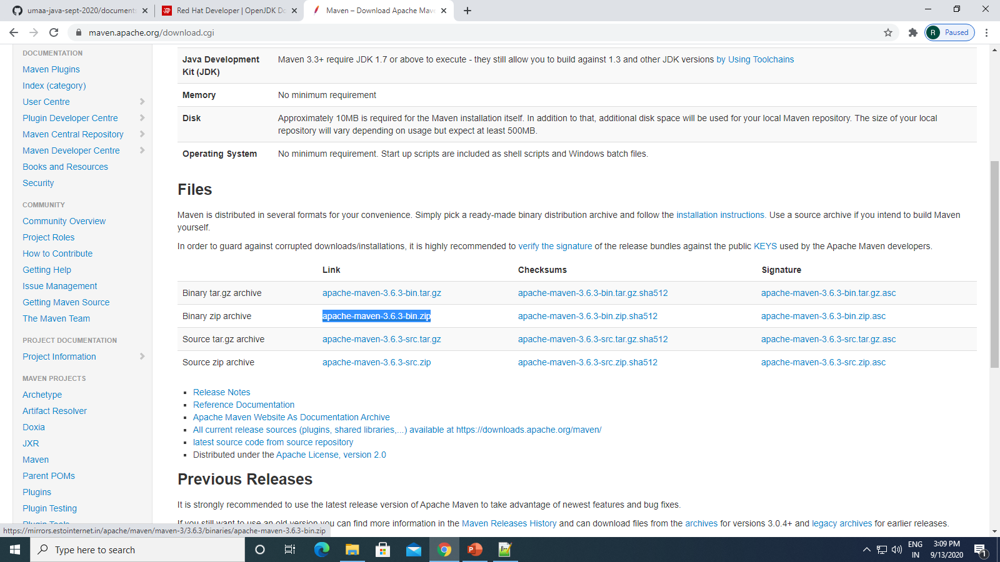 umaa-java-sept-2020/documents
Red Hat Developer | OpenJDK Do
Maven – Download Apache Mave
maven.apache.org/download.cgi
R Paused
DOCUMENTATION
Maven Plugins
Index (category)
User Centre
Plugin Developer Centre
Maven Central Repository
Maven Developer Centre
Books and Resources
Security
COMMUNITY
Community Overview
Project Roles
How to Contribute
Getting Help
Issue Management
Getting Maven Source
The Maven Team
PROJECT DOCUMENTATION
Project Information
MAVEN PROJECTS
Archetype
Artifact Resolver
Doxia
JXR
Maven
Parent POMs
Plugins
Plugin Testing
Plugin Tools
Java Development Kit (JDK)
Maven 3.3+ require JDK 1.7 or above to execute - they still allow you to build against 1.3 and other JDK versions by Using Toolchains
Memory
No minimum requirement
Disk
Approximately 10MB is required for the Maven installation itself. In addition to that, additional disk space will be used for your local Maven repository. The size of your local
repository will vary depending on usage but expect at least 500MB.
Operating System
No minimum requirement. Start up scripts are included as shell scripts and Windows batch files.
Files
Maven is distributed in several formats for your convenience. Simply pick a ready-made binary distribution archive and follow the installation instructions. Use a source archive if you intend to build Maven
yourself.
In order to guard against corrupted downloads/installations, it is highly recommended to verify the signature of the release bundles against the public KEYS used by the Apache Maven developers.
Link Checksums Signature
Binary tar.gz archive apache-maven-3.6.3-bin.tar.gz apache-maven-3.6.3-bin.tar.gz.sha512 apache-maven-3.6.3-bin.tar.gz.asc
Binary zip archive apache-maven-3.6.3-bin.zip apache-maven-3.6.3-bin.zip.sha512 apache-maven-3.6.3-bin.zip.asc
Source tar.gz archive apache-maven-3.6.3-src.tar.gz apache-maven-3.6.3-src.tar.gz.sha512 apache-maven-3.6.3-src.tar.gz.asc
Source zip archive apache-maven-3.6.3-src.zip apache-maven-3.6.3-src.zip.sha512 apache-maven-3.6.3-src.zip.asc
Release Notes
Reference Documentation
Apache Maven Website As Documentation Archive
All current release sources (plugins, shared libraries,...) available at https://downloads.apache.org/maven/
latest source code from source repository
Distributed under the Apache License, version 2.0
Previous Releases
It is strongly recommended to use the latest release version of Apache Maven to take advantage of newest features and bug fixes.
If you still want to use an old version you can find more information in the Maven Releases History and can download files from the archives for versions 3.0.4+ and legacy archives for earlier releases.
https://mirrors.estointernet.in/apache/maven/maven-3/3.6.3/binaries/apache-maven-3.6.3-bin.zip
Type here to search
ENG
IN
3:09 PM
9/13/2020
1